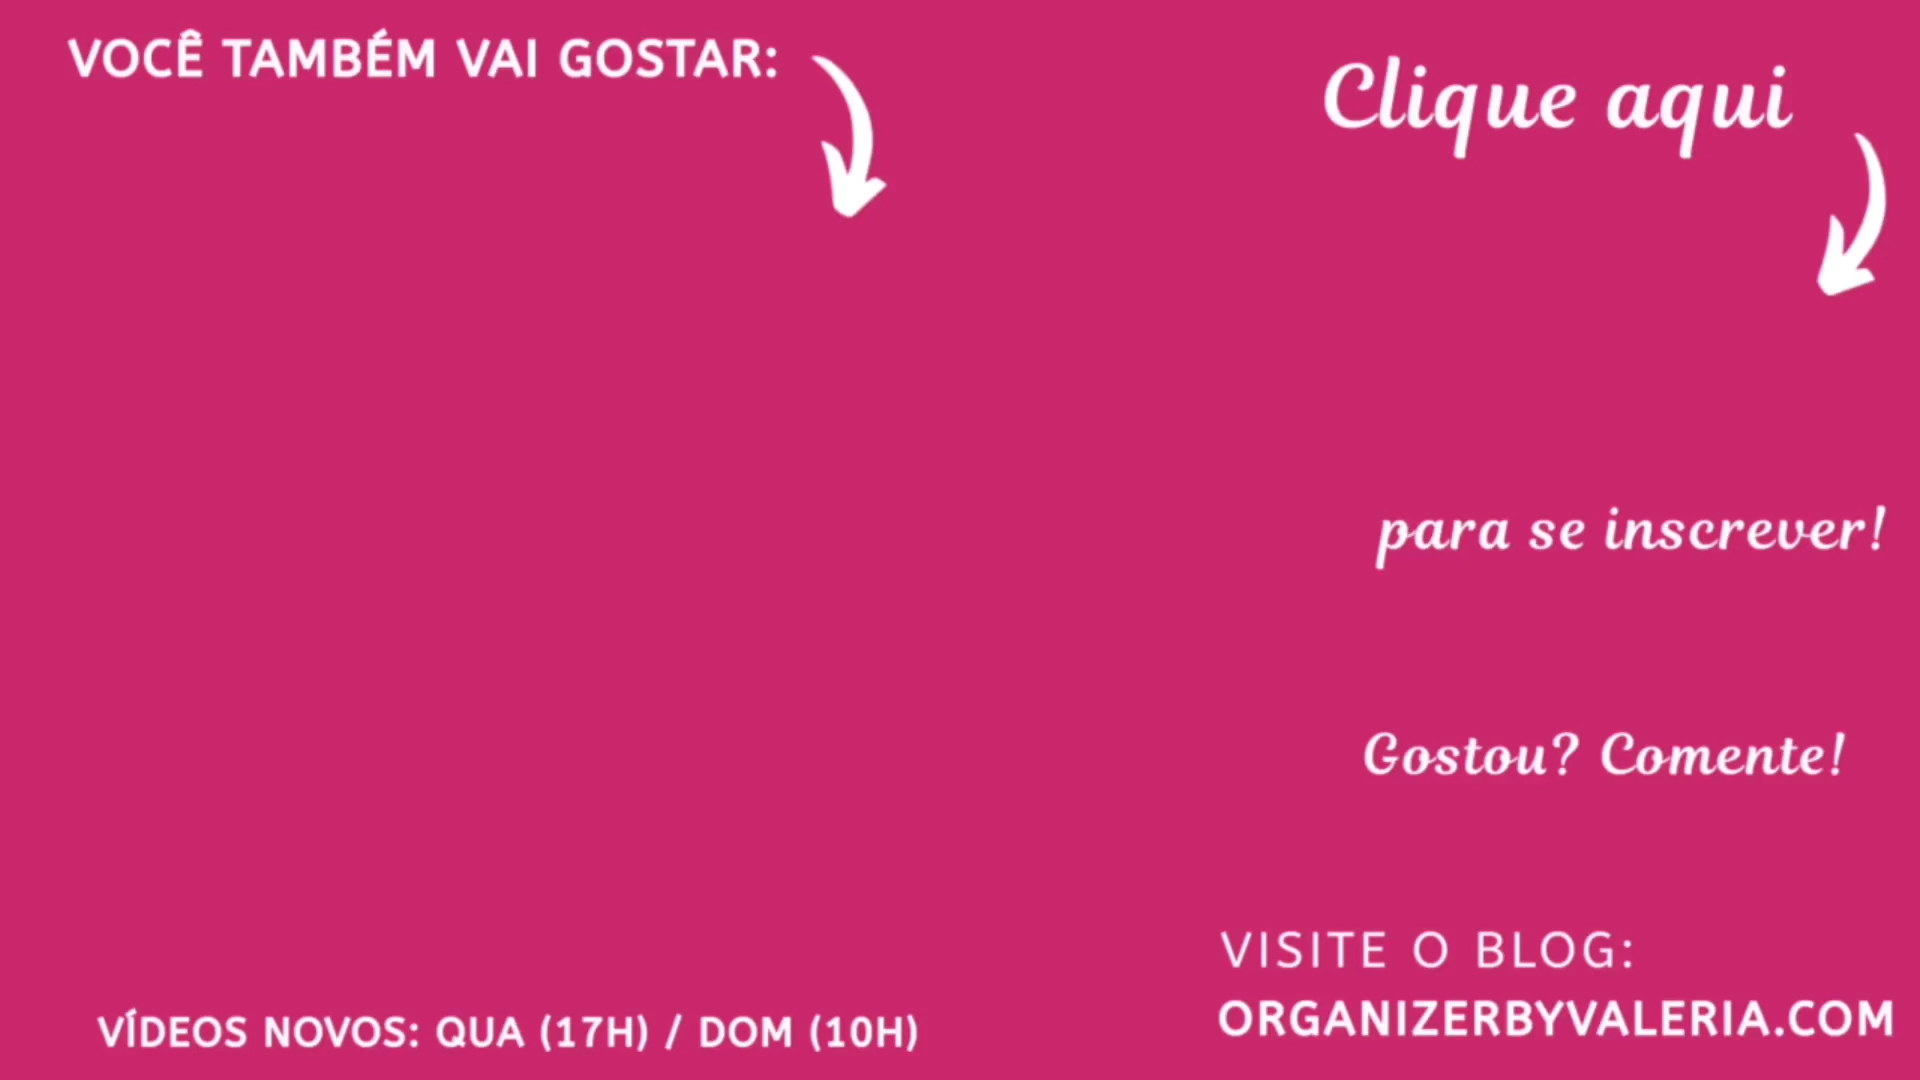 VOCÊ TAMBÉM VAI GOSTAR:
Clique aqui
para se inscrever!
Gostou? Comente!
VISITE O BLOG:
ORGANIZERBYVALERIA.COM
VÍDEOS NOVOS: QUA (17H) / DOM (10H)